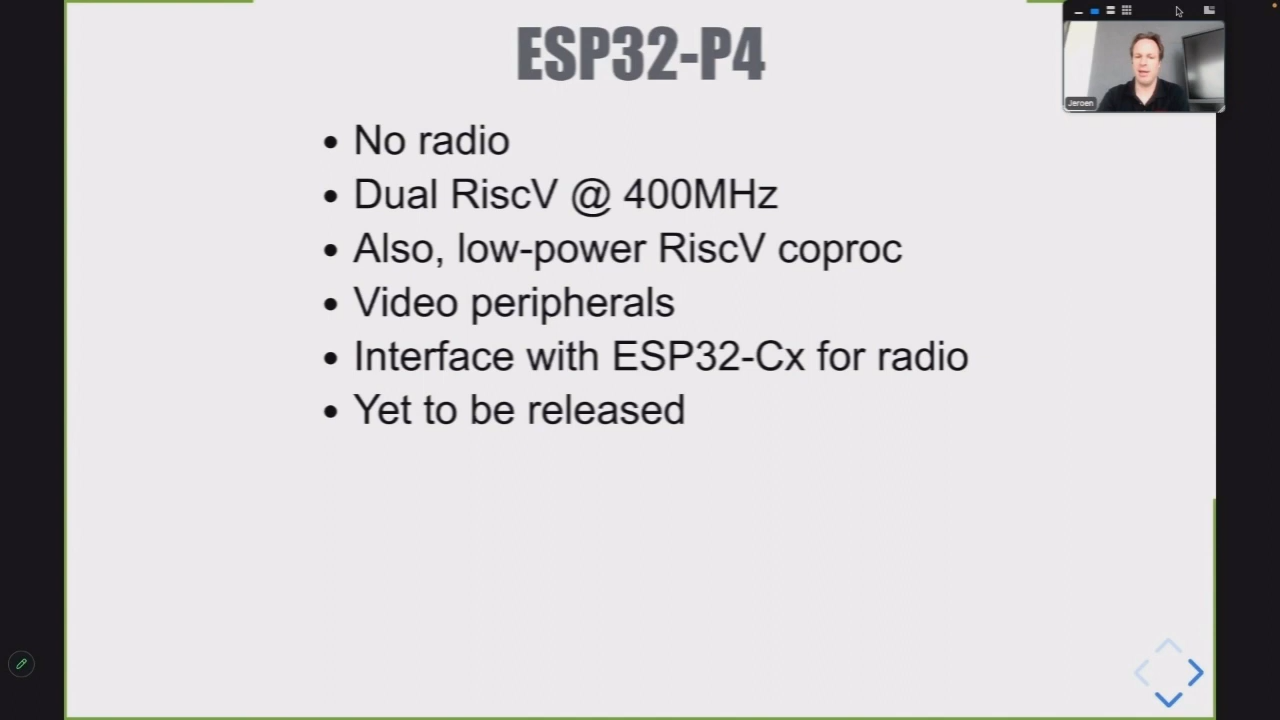 ESP32-P4
No radio
Dual RiscV @ 400MHz
Also, low-power RiscV coproc
Video peripherals
Interface with ESP32-Cx for radio
Yet to be released
Jeroen